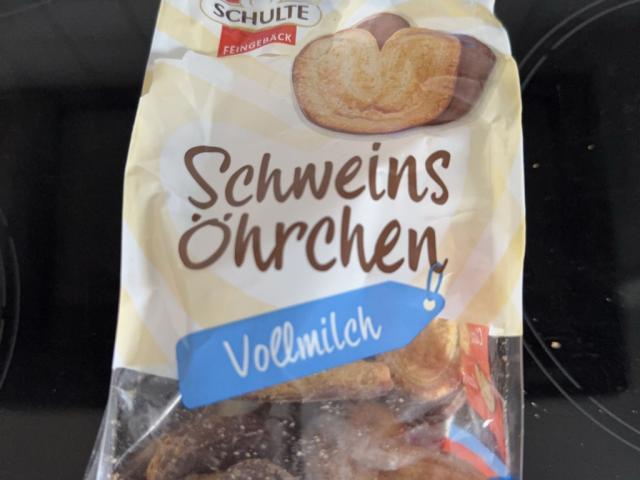 SCHULTE
FEINGEBÄCK
Schweins
Öhrchen
Vollmilch